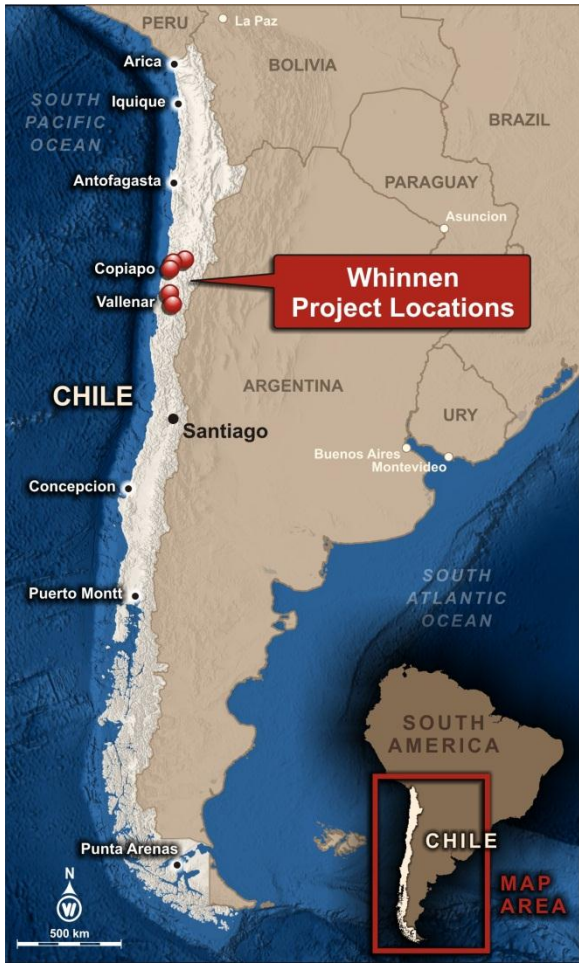 PERU
La Paz
Arica
BOLIVIA
SOUTH
PACIFIC
OCEAN
Iquique
BRAZIL
Antofagasta
PARAGUAY
Asuncion
Copiapo
Whinnen
Project Locations
Vallenar
CHILE
ARGENTINA
URY
Santiago
Buenos Aires
Montevideo
Concepcion
Puerto Montt
SOUTH
ATLANTIC
OCEAN
SOUTH
AMERICA
CHILE
Punta Arenas
MAP
AREA
N
500 km